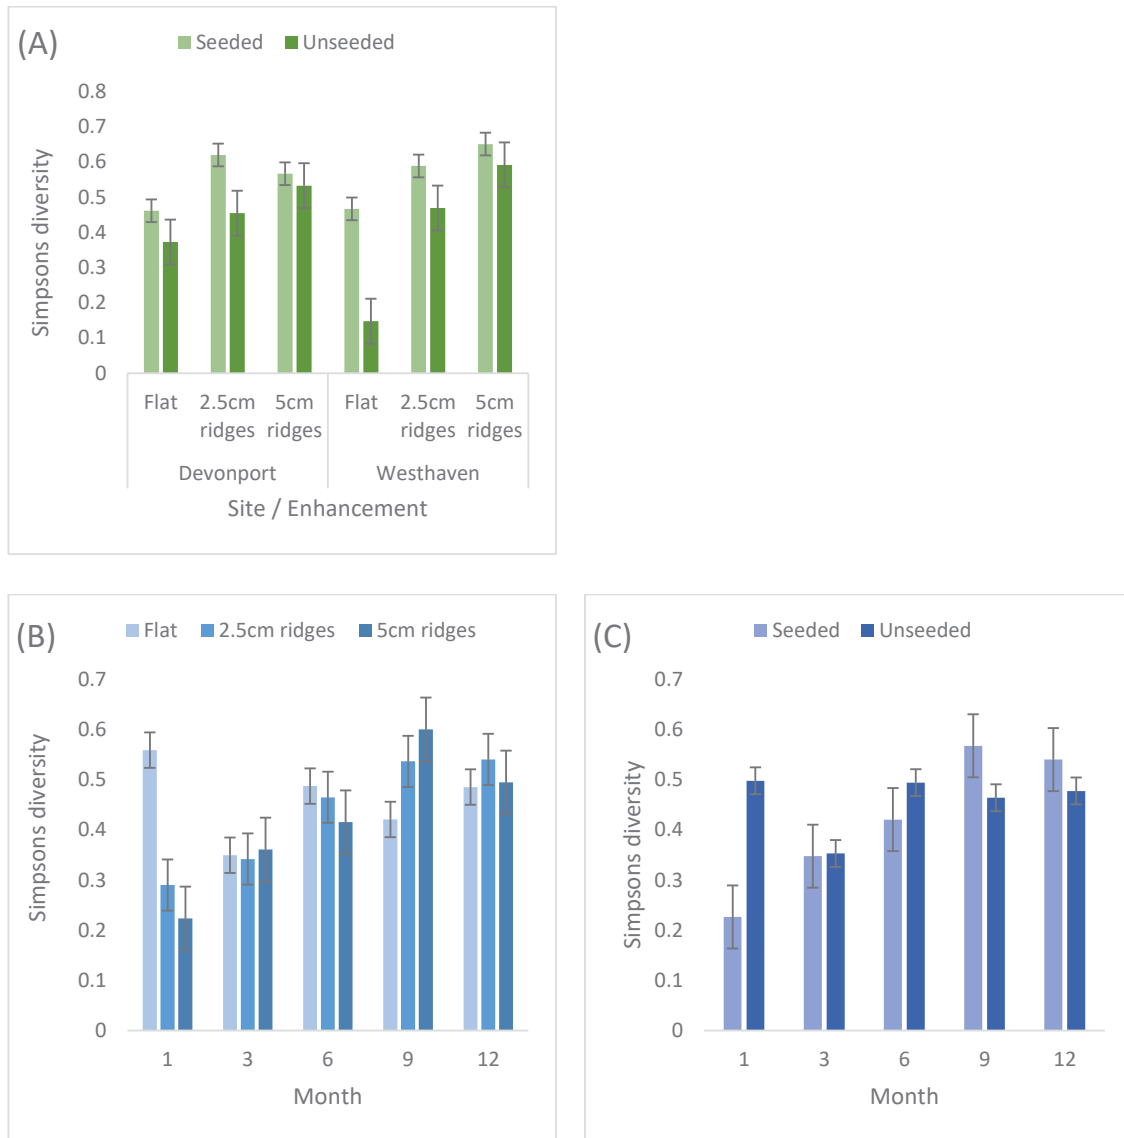 (A)
Seeded Unseeded
Simpsons diversity
0.8
0.7
0.6
0.5
0.4
0.3
0.2
0.1
0
Flat 2.5cm ridges 5cm ridges Flat 2.5cm ridges 5cm ridges
Devonport Westhaven
Site / Enhancement
(B)
Flat 2.5cm ridges 5cm ridges
Simpsons diversity
0.7
0.6
0.5
0.4
0.3
0.2
0.1
0
1 3 6 9 12
Month
(C)
Seeded Unseeded
Simpsons diversity
0.7
0.6
0.5
0.4
0.3
0.2
0.1
0
1 3 6 9 12
Month